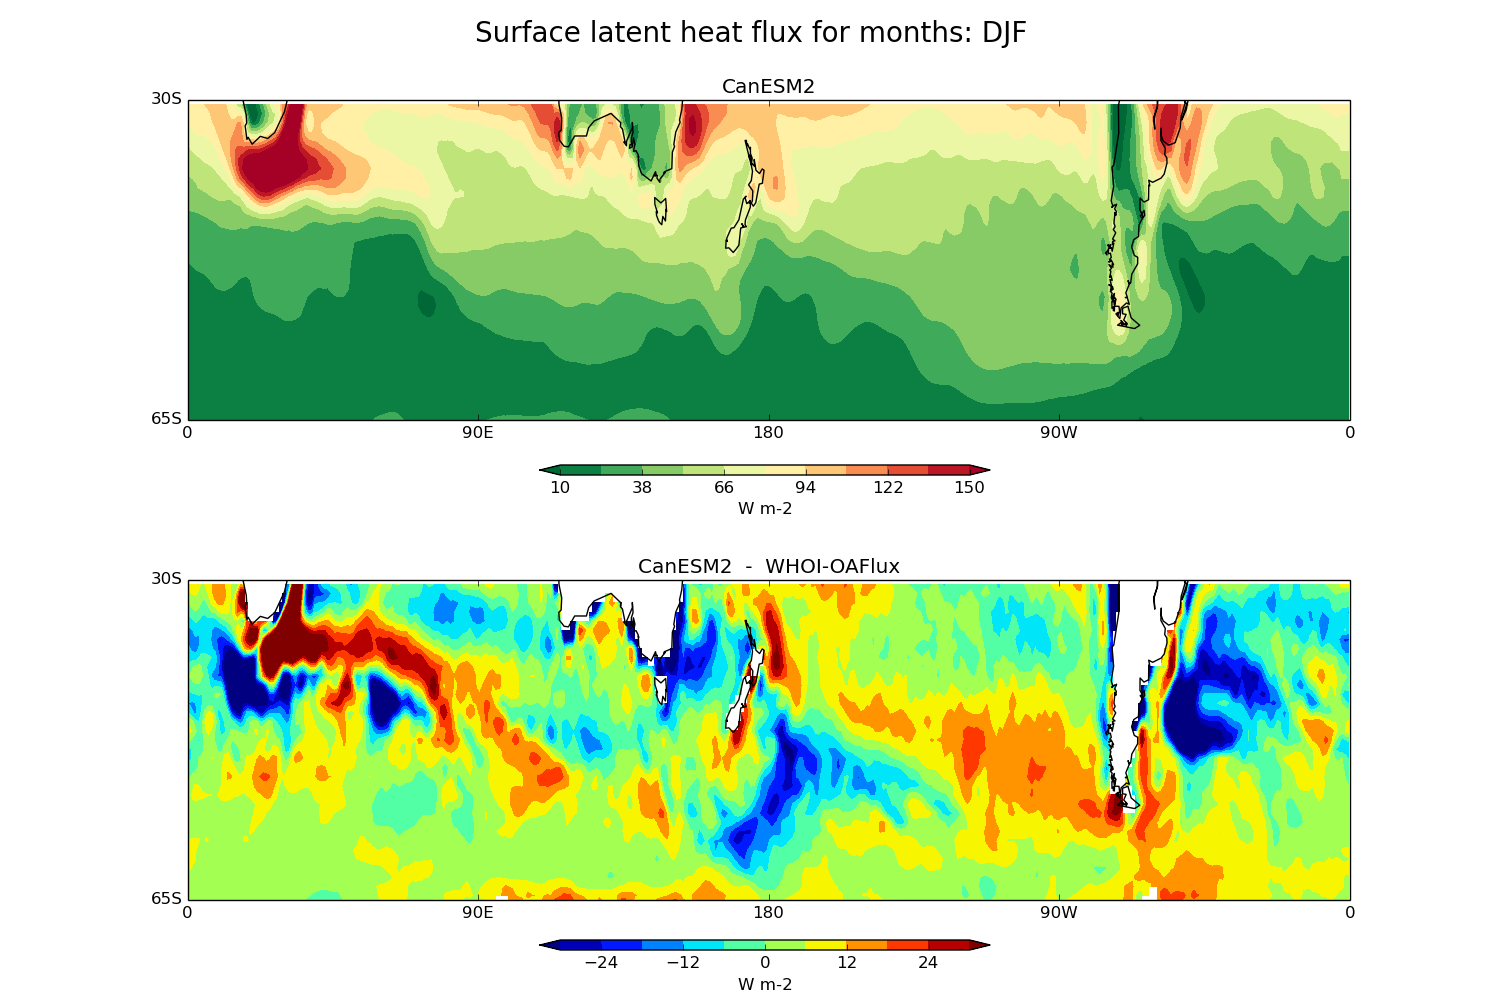 Surface latent heat flux for months: DJF
CanESM2
30S
65S
0 90E 180 90W 0
10 38 66 94 122 150
W m-2
CanESM2 - WHOI-OAFlux
30S
65S
0 90E 180 90W 0
−24 −12 0 12 24
W m-2